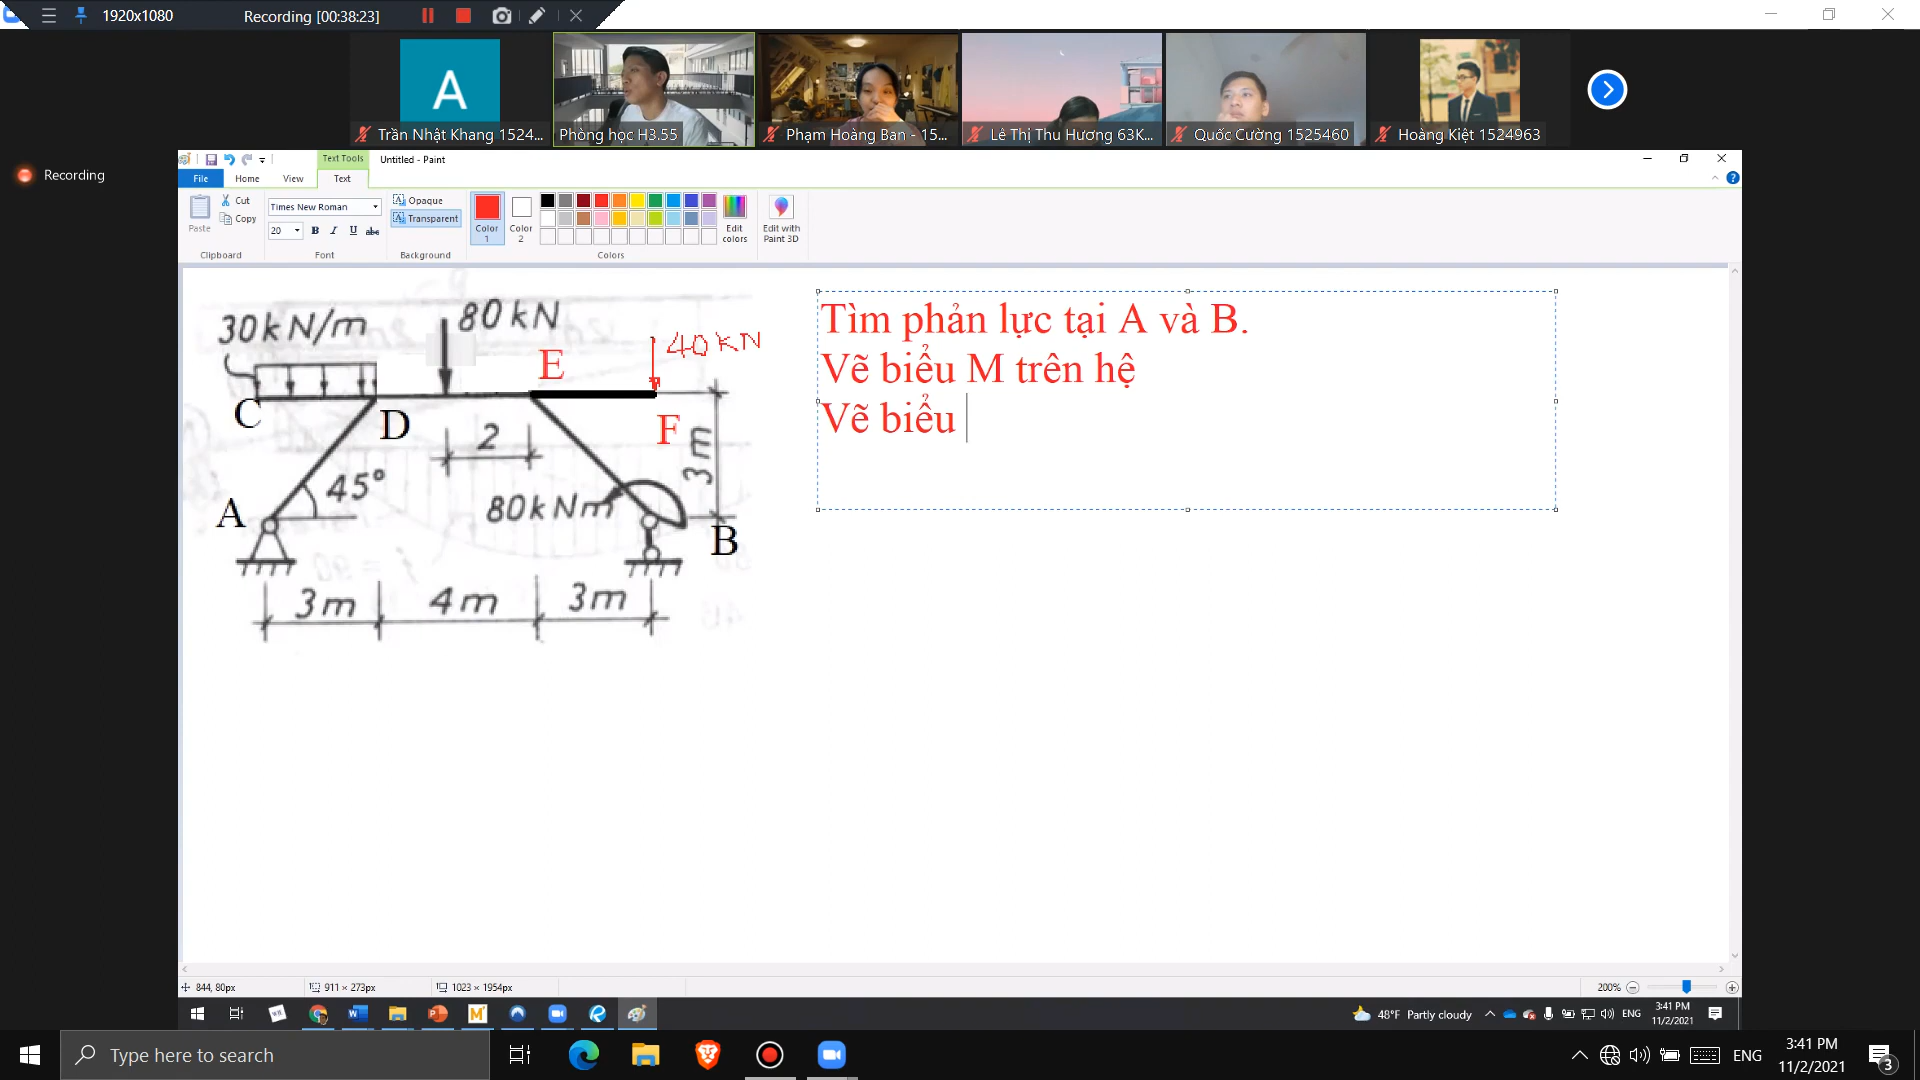 1920x1080
Recording [00:38:23]
A
Trần Nhật Khang 1524...
Phòng học H3.55
Phạm Hoàng Ban - 15...
Lê Thị Thu Hương 63K...
Quốc Cường 1525460
Hoàng Kiệt 1524963
Recording
Text Tools
Untitled - Paint
File
Home
View
Text
Paste
Cut
Copy
Clipboard
Times New Roman
20
B I U abc
Font
Opaque
Transparent
Background
Color 1
Color 2
Edit colors
Edit with Paint 3D
Colors
30kN/m
80kN
40KN
E
C
D
F
2
3m
45°
80kNm
A
B
3m
4m
3m
Tìm phản lực tại A và B.
Vẽ biểu M trên hệ
Vẽ biểu
844, 80px
911 × 273px
1023 × 1954px
200%
48°F Partly cloudy
ENG
3:41 PM
11/2/2021
Type here to search
ENG
3:41 PM
11/2/2021
3